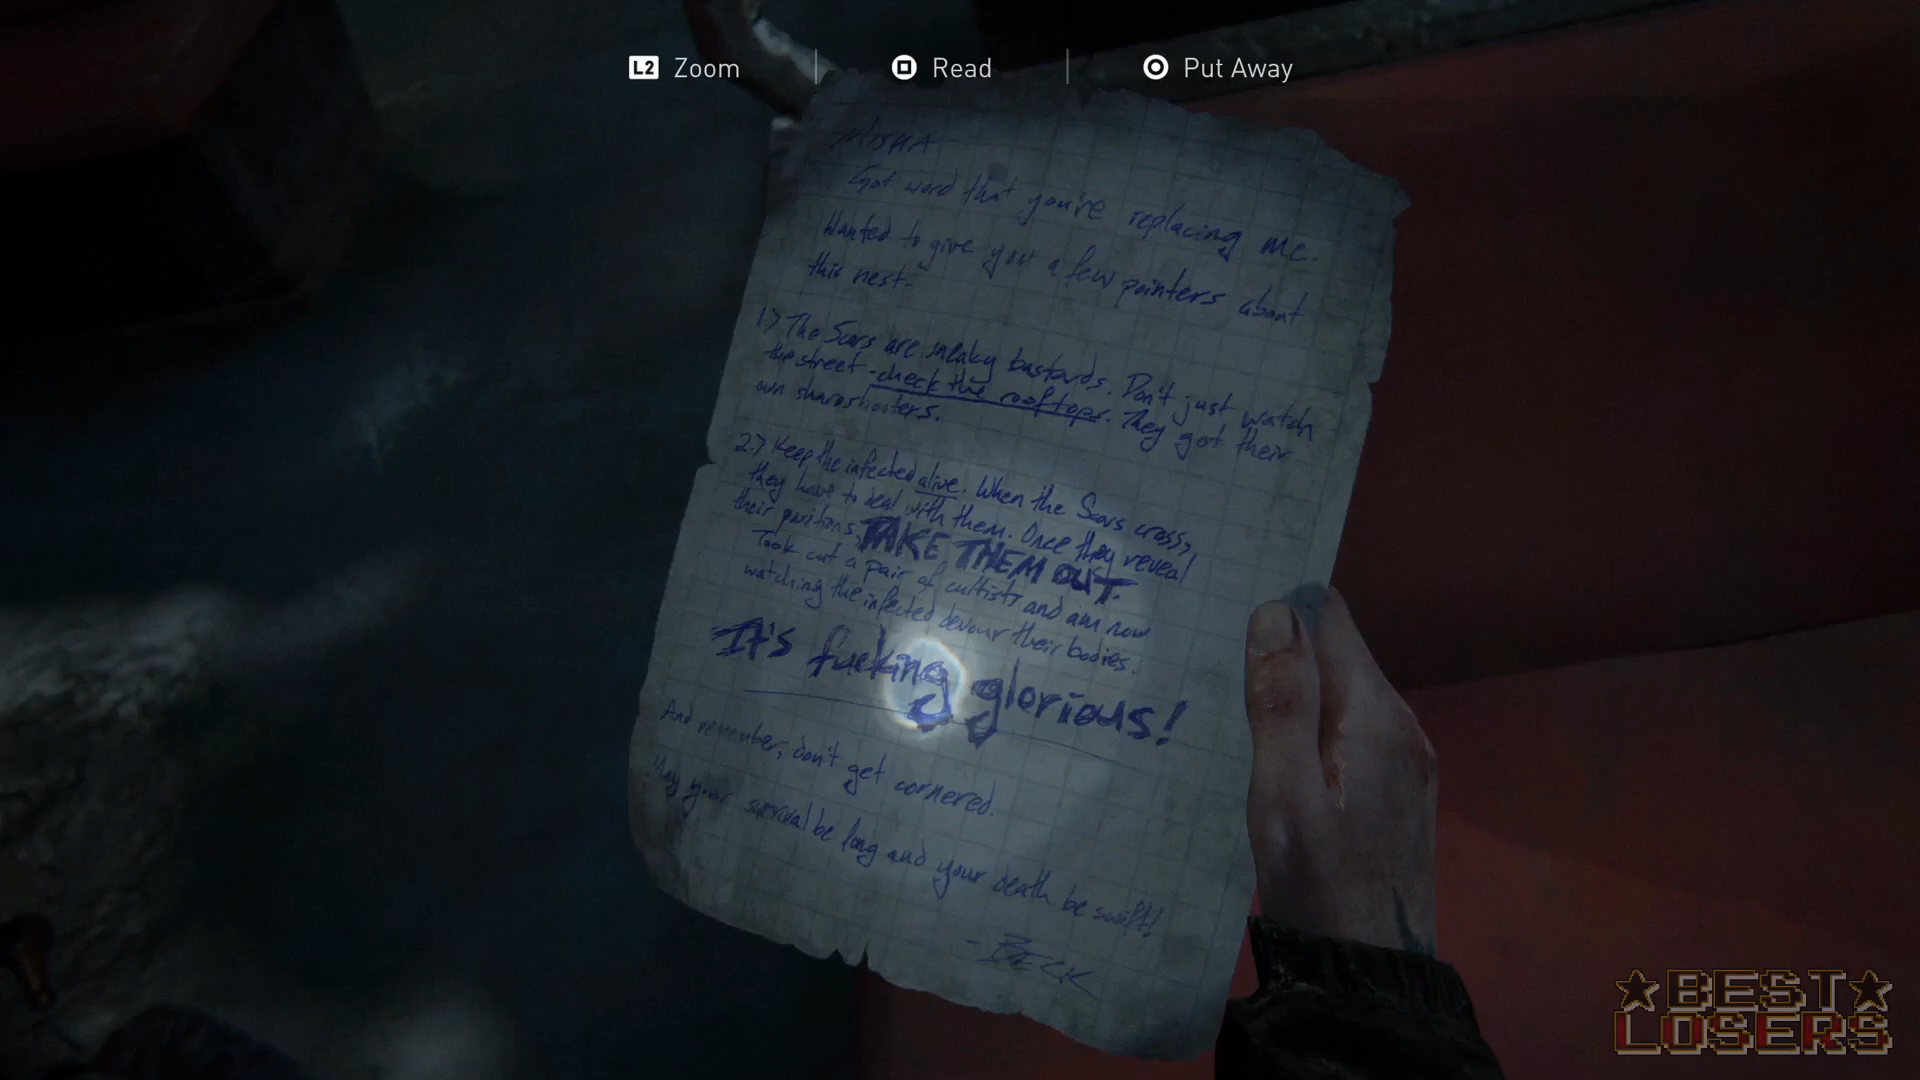 L2 Zoom
Read
Put Away
MISHA
Got word that you're replacing me.
Wanted to give you a few pointers about
this nest.
1.) The Scars are sneaky bastards. Don't just watch
the street - check the rooftops. They got their
own sharpshooters.
2.) Keep the infected alive. When the Scars cross,
they have to deal with them. Once they reveal
their positions, TAKE THEM OUT.
Took out a pair of cultists and am now
watching the infected devour their bodies.
It's fucking glorious!
And remember, don't get cornered.
May your survival be long and your death be swift!
- BECK
BEST
LOSERS